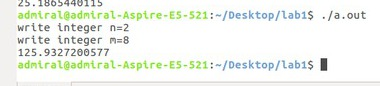 25.1865440115
admiral@admiral-Aspire-E5-521:~/Desktop/lab1$ ./a.out
write integer n=2
write integer m=8
125.9327200577
admiral@admiral-Aspire-E5-521:~/Desktop/lab1$